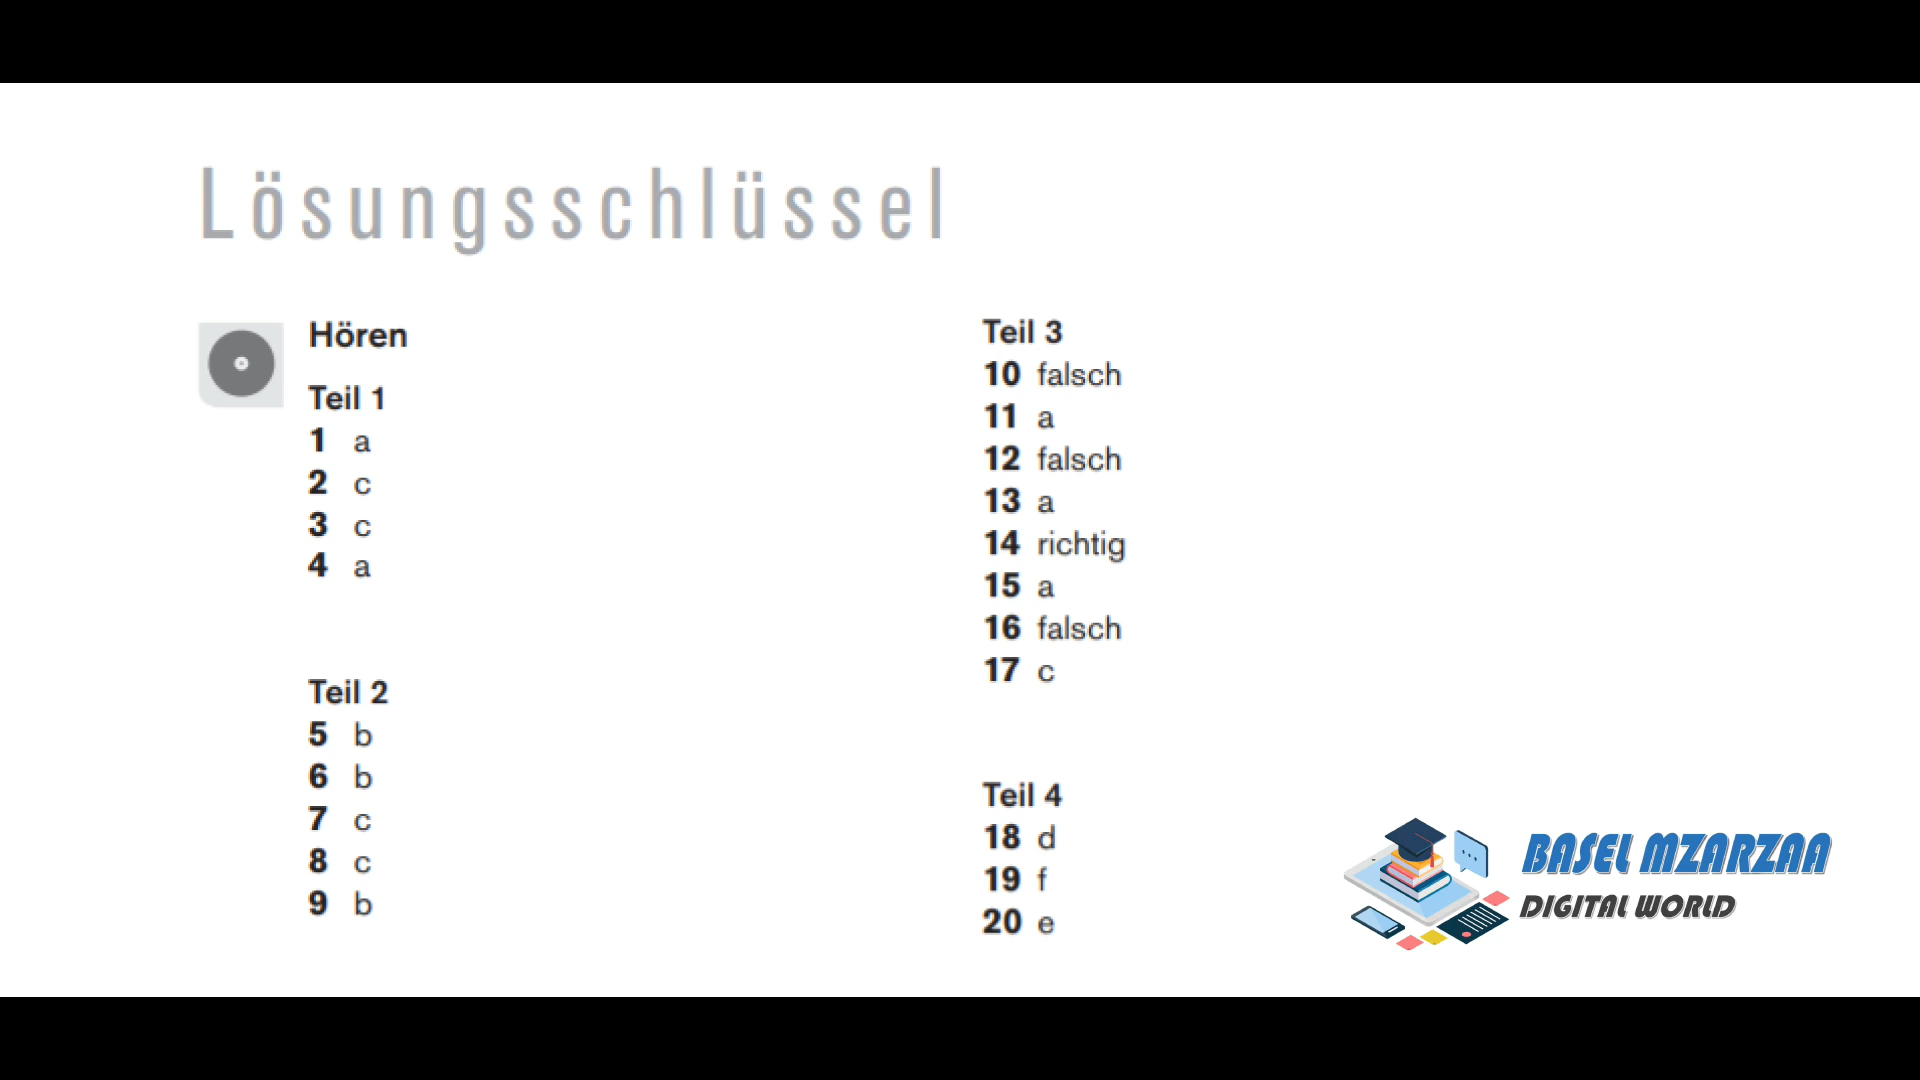 Lösungsschlüssel
Hören
Teil 1
1 a
2 c
3 c
4 a
Teil 2
5 b
6 b
7 c
8 c
9 b
Teil 3
10 falsch
11 a
12 falsch
13 a
14 richtig
15 a
16 falsch
17 c
Teil 4
18 d
19 f
20 e
BASEL MZARZAA
DIGITAL WORLD